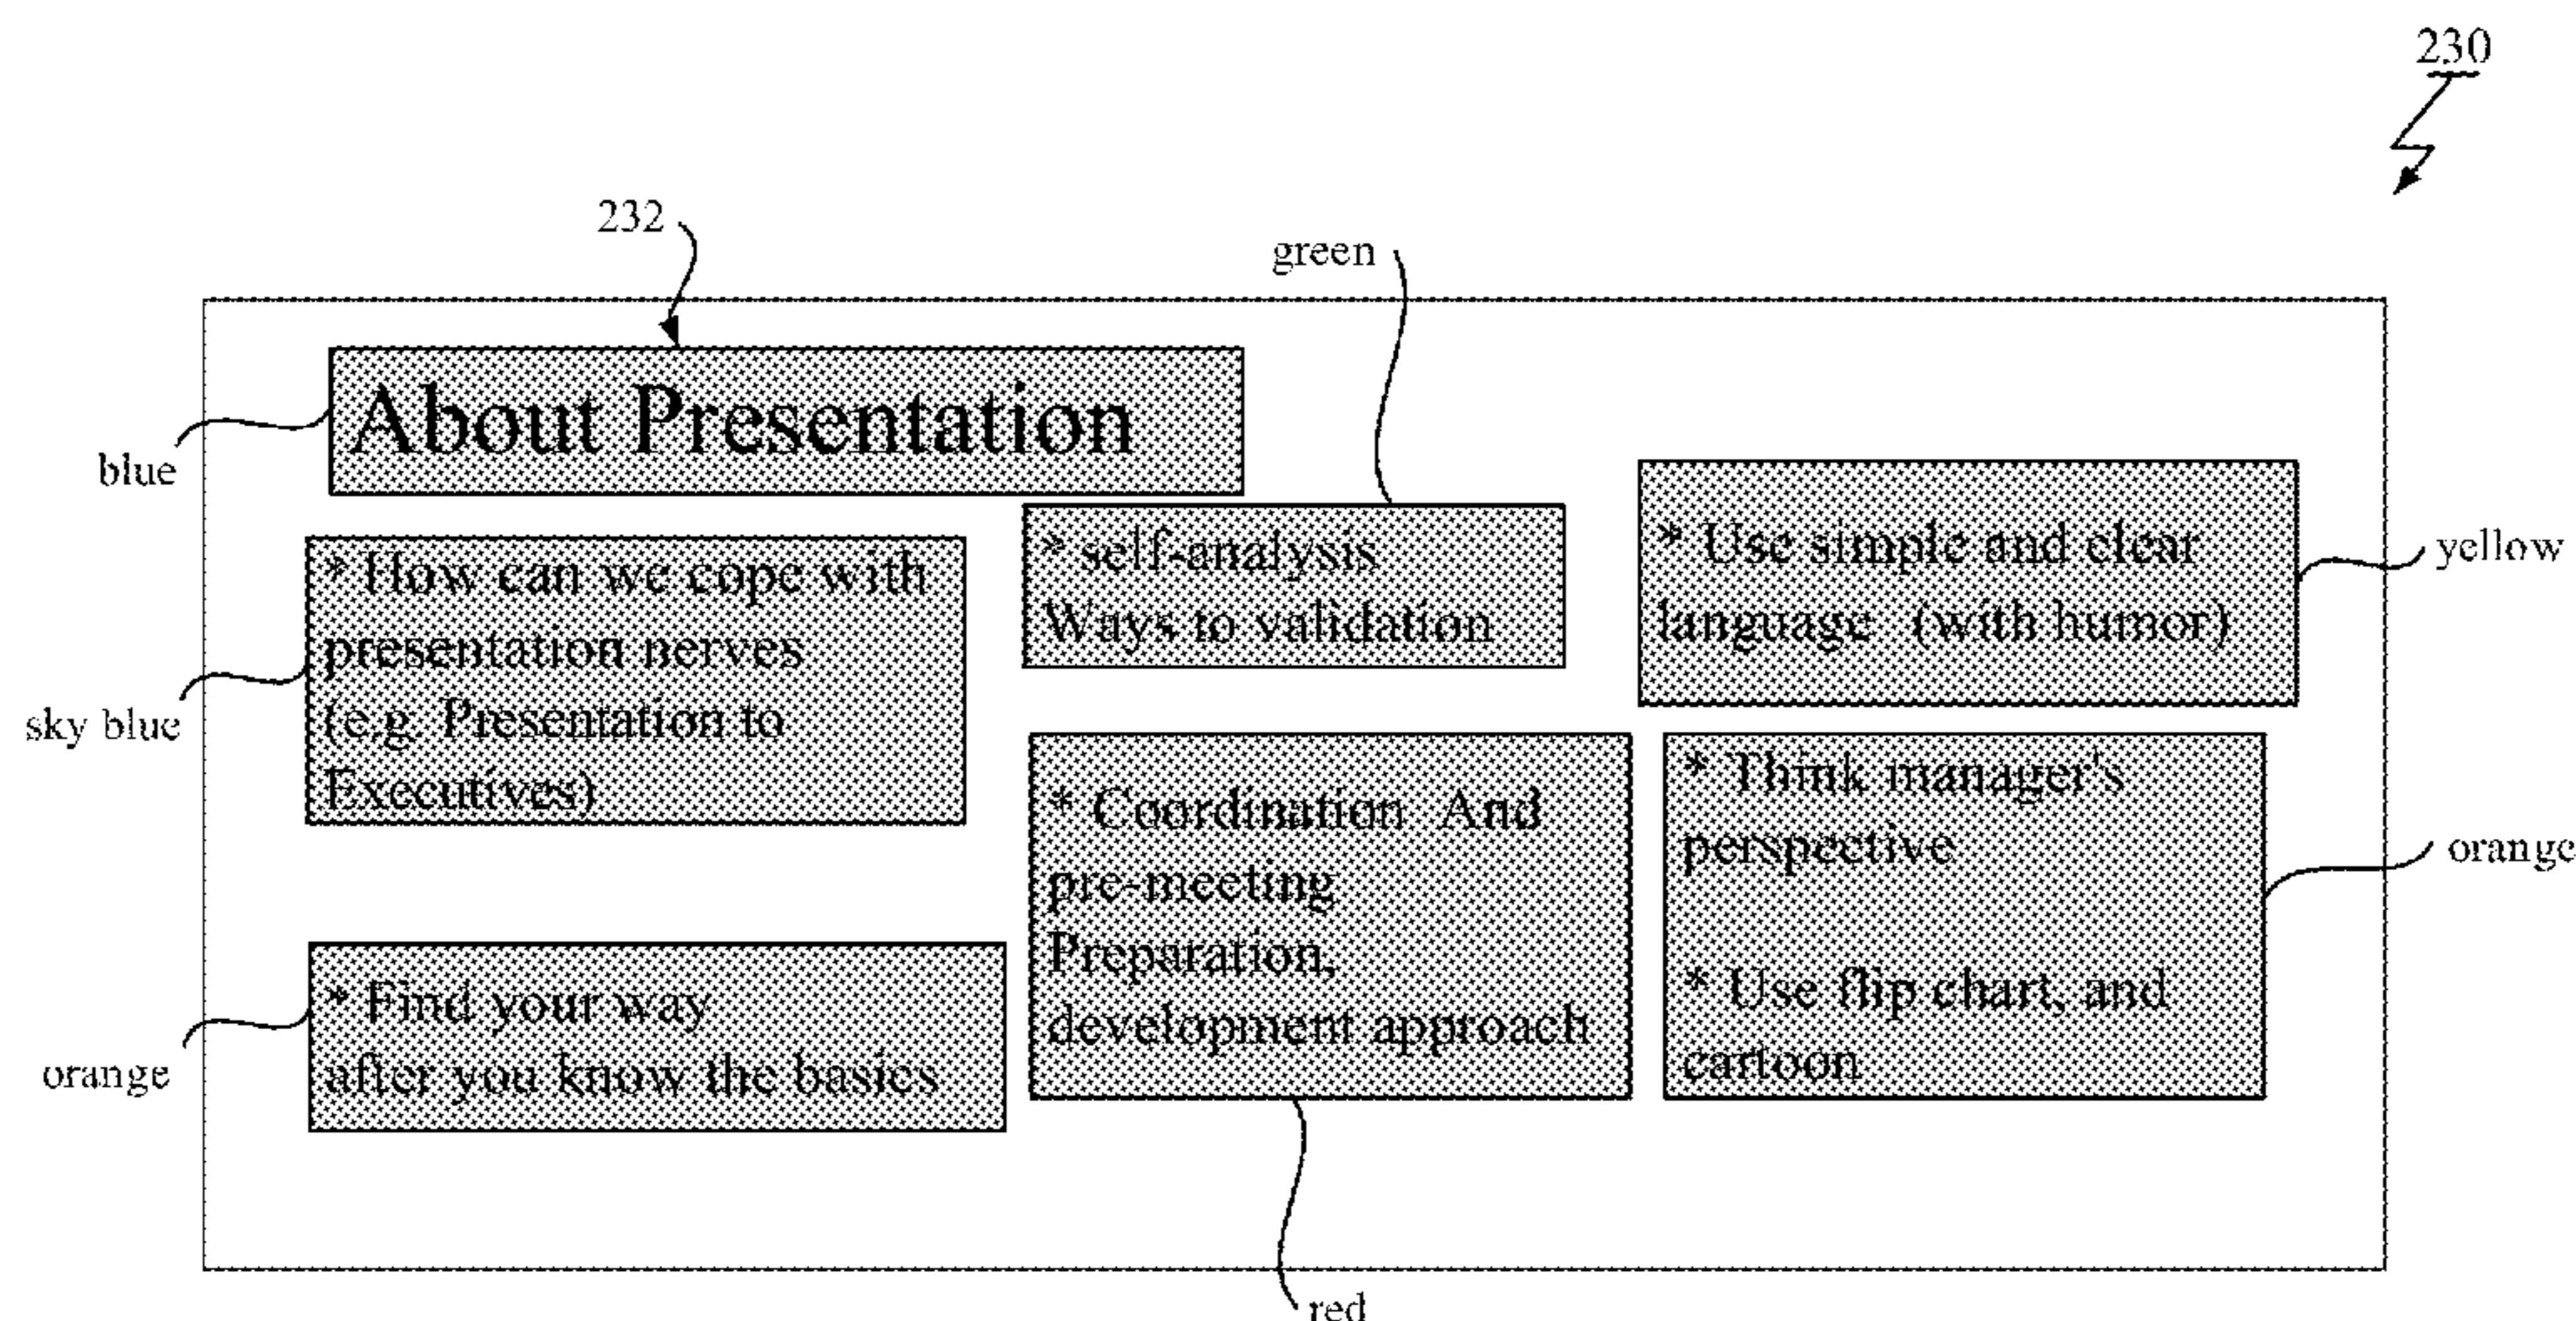 230
232
green
About Presentation
blue
* How can we cope with
presentation nerves
(e.g. Presentation to
Executives)
sky blue
* self-analysis
Ways to validation
* Use simple and clear
language (with humor)
yellow
* Find your way
after you know the basics
orange
* Coordination And
pre-meeting
Preparation,
development approach
red
* Think manager's
perspective
* Use flip chart, and
cartoon
orange